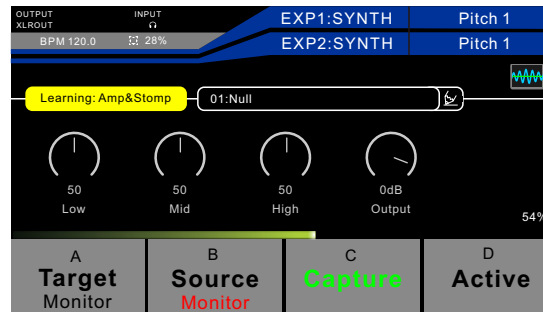 OUTPUT INPUT
XLROUT
BPM 120.0 28%
EXP1:SYNTH Pitch 1
EXP2:SYNTH Pitch 1
Learning: Amp&Stomp 01:Null
50 50 50 0dB
Low Mid High Output
54%
A B C D
Target Source Capture Active
Monitor Monitor